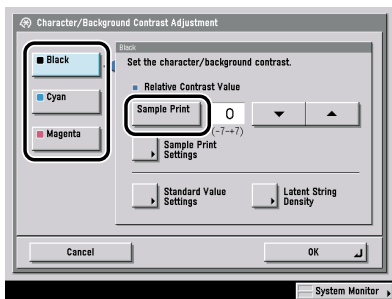 Character/Background Contrast Adjustment
Black
Black
Set the character/background contrast.
Relative Contrast Value
Cyan
Sample Print
0
(-7~+7)
Magenta
Sample Print
Settings
Standard Value
Settings
Latent String
Density
Cancel
OK
System Monitor